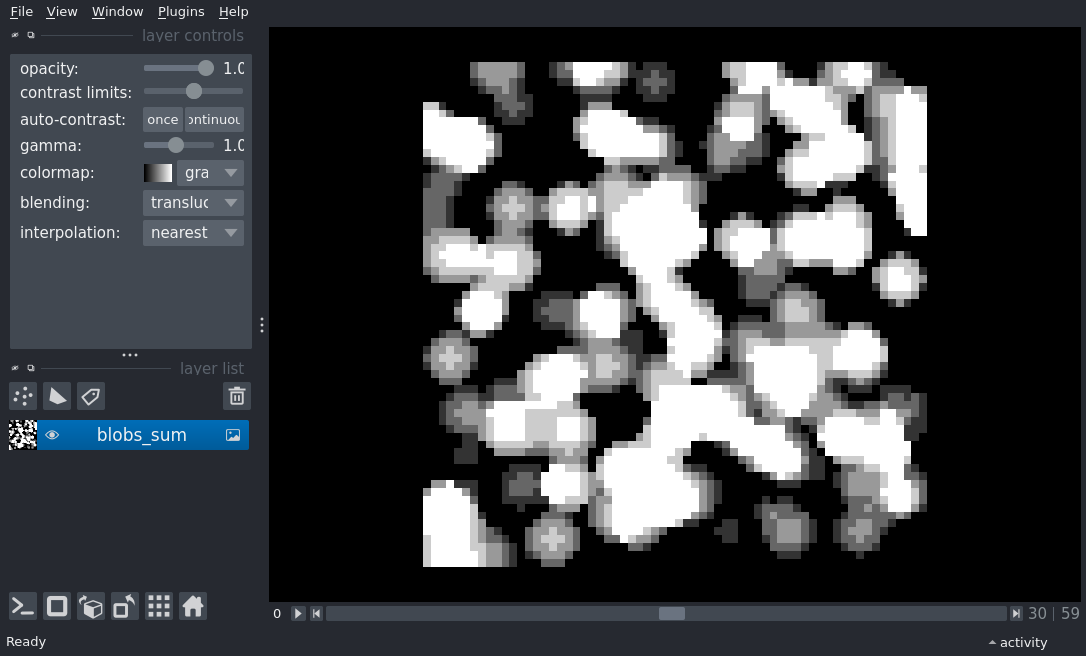 File View Window Plugins Help
layer controls
opacity: 1.0
contrast limits:
auto-contrast: once ontinuou
gamma: 1.0
colormap: gra
blending: transluc
interpolation: nearest
layer list
blobs_sum
0 30 | 59
Ready activity